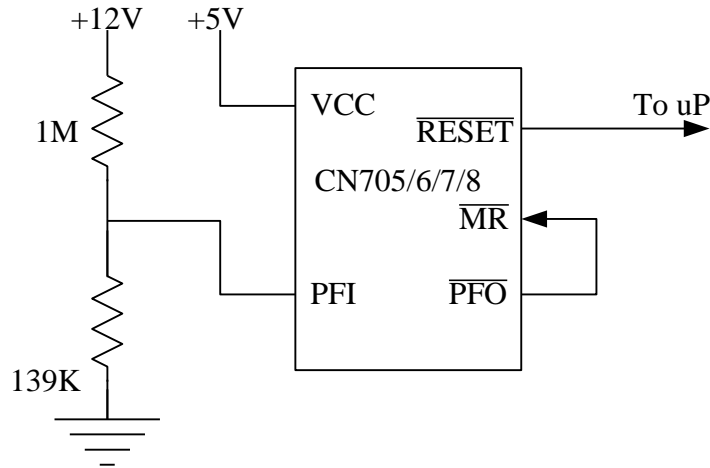 +12V
+5V
VCC
To uP
RESET
1M
CN705/6/7/8
MR
PFI
PFO
139K